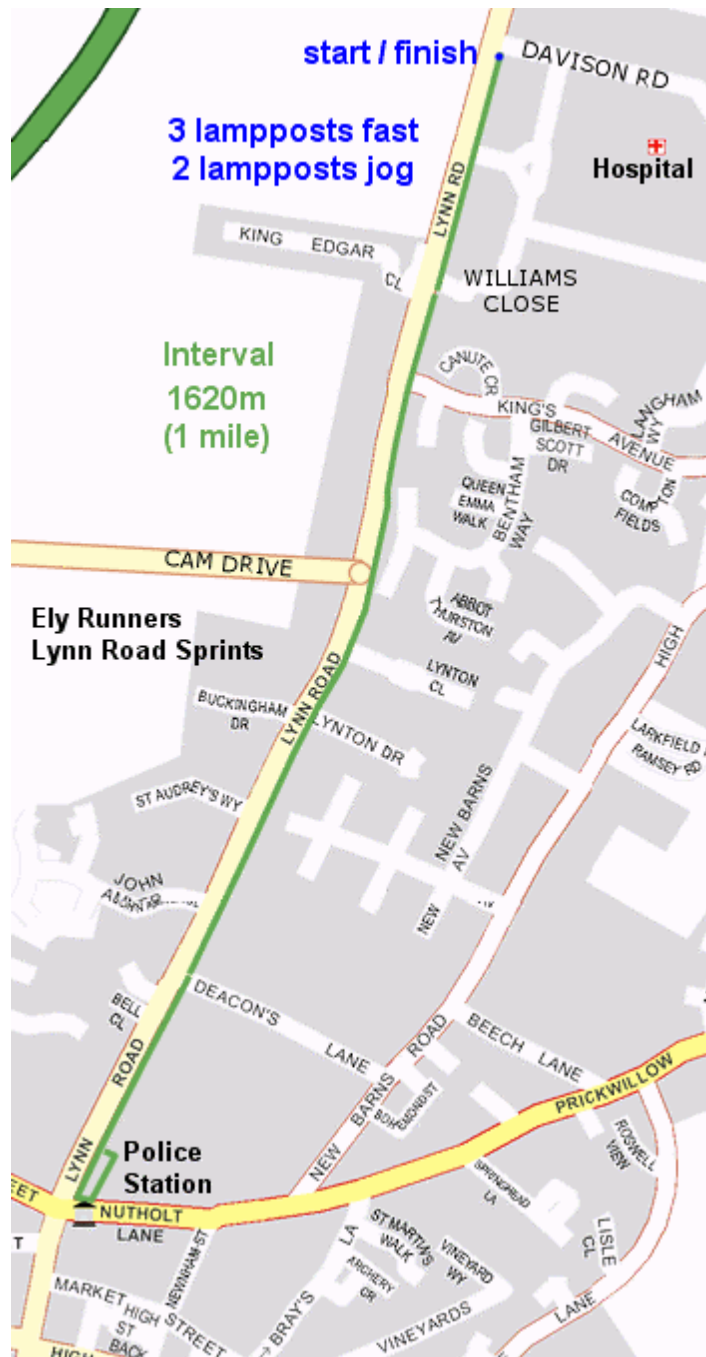 start / finish
DAVISON RD
3 lampposts fast
2 lampposts jog
Hospital
LYNN RD
KING EDGAR
CL
WILLIAMS
CLOSE
Interval
1620m
(1 mile)
CANUTE CR
KING'S
AVENUE
LANGHAM
WY
GILBERT
SCOTT
DR
QUEEN
EMMA
WALK
BENTHAM
WAY
COMPTON
FIELDS
CAM DRIVE
ABBOT
THURSTON
AV
Ely Runners
Lynn Road Sprints
LYNTON
CL
HIGH
LYNN ROAD
BUCKINGHAM
DR
LYNTON DR
LARKFIELD
RAMSEY
ST AUDREY'S WY
NEW BARNS
AV
NEW
JOHN
DEACON'S
LANE
BELL
CL
ROAD
BEECH LANE
NEW BARNS ROAD
PRICKWILLOW
LYNN
Police
Station
ROSWELL
VIEW
SPRINGHEAD
LA
EET
NUTHOLT
LANE
T
NEWNHAM ST
LA
ST MARTIN'S
WALK
VINEYARD
WY
LISLE
CL
ARCHERY
CR
MARKET
HIGH STREET
ST
BACK
BRAY'S
VINEYARDS
LANE
HIGH